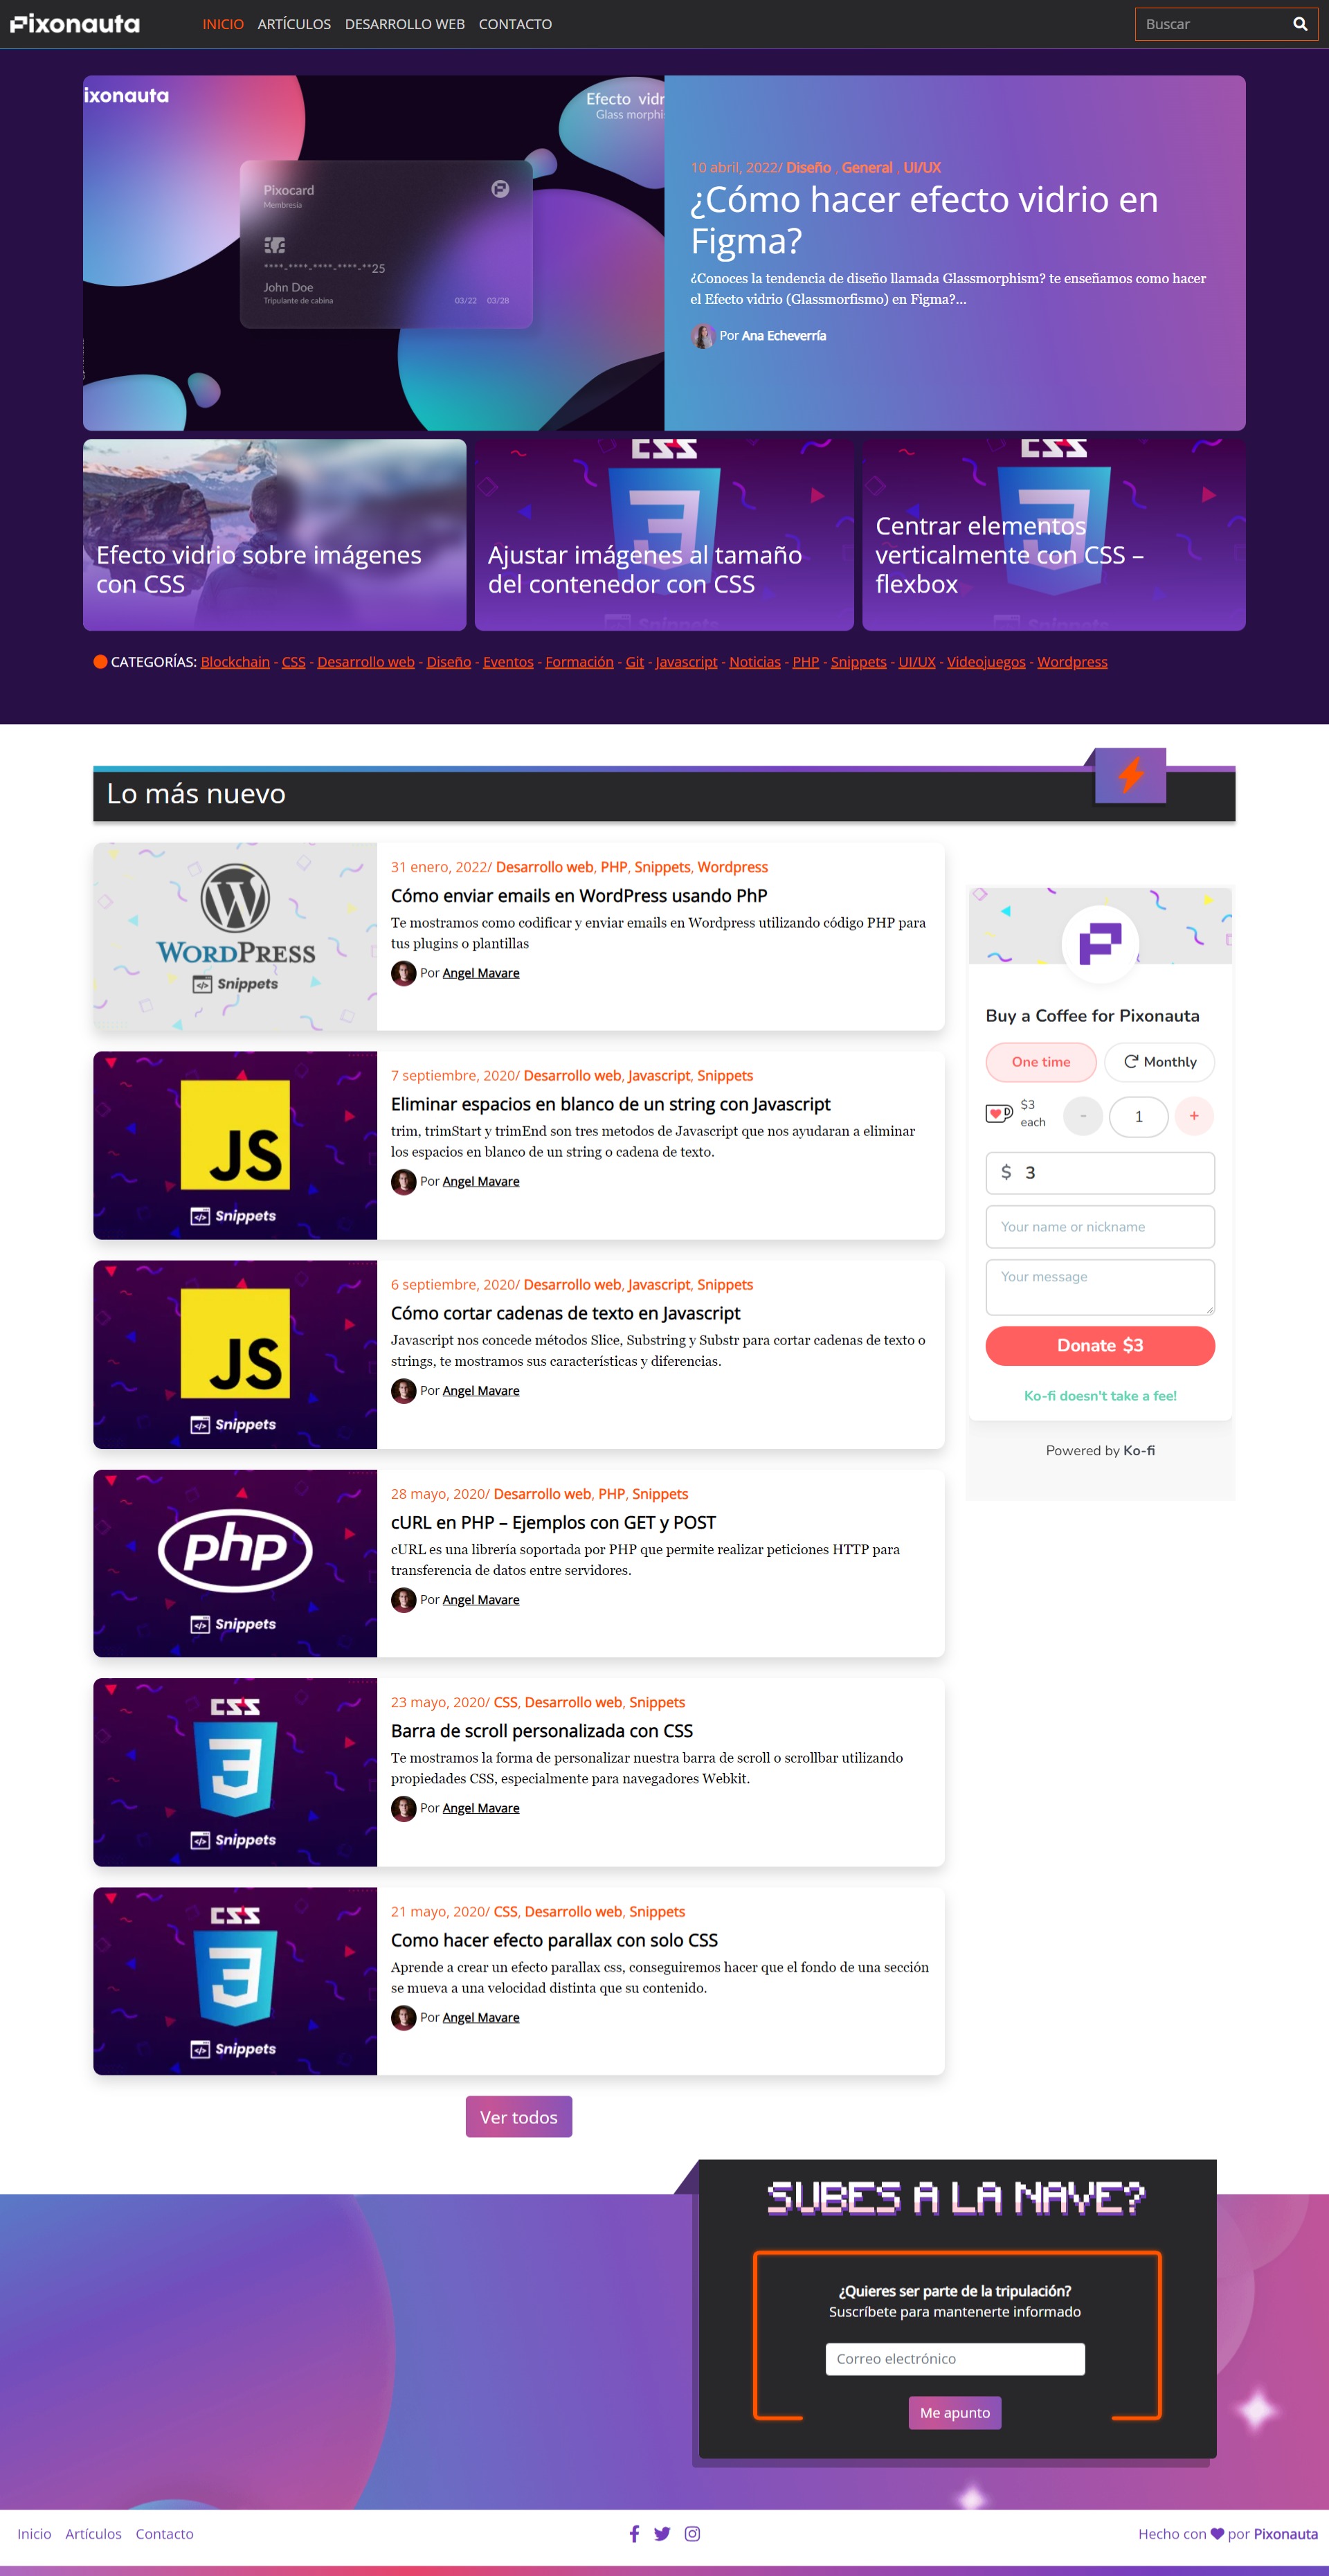 Pixonauta
INICIO ARTÍCULOS DESARROLLO WEB CONTACTO
Buscar
ixonauta
Efecto vidr
Glass morphi
Pixocard
Membresia
****-****-****-****-**25
John Doe
Tripulante de cabina
03/22 03/28
10 abril, 2022/ Diseño , General , UI/UX
¿Cómo hacer efecto vidrio en
Figma?
¿Conoces la tendencia de diseño llamada Glassmorphism? te enseñamos como hacer
el Efecto vidrio (Glassmorfismo) en Figma?...
Por Ana Echeverría
Efecto vidrio sobre imágenes
con CSS
CSS
3
Ajustar imágenes al tamaño
del contenedor con CSS
Snippets
CSS
3
Centrar elementos
verticalmente con CSS –
flexbox
Snippets
CATEGORÍAS: Blockchain - CSS - Desarrollo web - Diseño - Eventos - Formación - Git - Javascript - Noticias - PHP - Snippets - UI/UX - Videojuegos - Wordpress
Lo más nuevo
WORDPRESS
Snippets
31 enero, 2022/ Desarrollo web, PHP, Snippets, Wordpress
Cómo enviar emails en WordPress usando PhP
Te mostramos como codificar y enviar emails en Wordpress utilizando código PHP para
tus plugins o plantillas
Por Angel Mavare
JS
Snippets
7 septiembre, 2020/ Desarrollo web, Javascript, Snippets
Eliminar espacios en blanco de un string con Javascript
trim, trimStart y trimEnd son tres metodos de Javascript que nos ayudaran a eliminar
los espacios en blanco de un string o cadena de texto.
Por Angel Mavare
JS
Snippets
6 septiembre, 2020/ Desarrollo web, Javascript, Snippets
Cómo cortar cadenas de texto en Javascript
Javascript nos concede métodos Slice, Substring y Substr para cortar cadenas de texto o
strings, te mostramos sus características y diferencias.
Por Angel Mavare
php
Snippets
28 mayo, 2020/ Desarrollo web, PHP, Snippets
cURL en PHP – Ejemplos con GET y POST
cURL es una librería soportada por PHP que permite realizar peticiones HTTP para
transferencia de datos entre servidores.
Por Angel Mavare
CSS
3
Snippets
23 mayo, 2020/ CSS, Desarrollo web, Snippets
Barra de scroll personalizada con CSS
Te mostramos la forma de personalizar nuestra barra de scroll o scrollbar utilizando
propiedades CSS, especialmente para navegadores Webkit.
Por Angel Mavare
CSS
3
Snippets
21 mayo, 2020/ CSS, Desarrollo web, Snippets
Como hacer efecto parallax con solo CSS
Aprende a crear un efecto parallax css, conseguiremos hacer que el fondo de una sección
se mueva a una velocidad distinta que su contenido.
Por Angel Mavare
Ver todos
Buy a Coffee for Pixonauta
One time Monthly
$3
each
- 1 +
$ 3
Your name or nickname
Your message
Donate $3
Ko-fi doesn't take a fee!
Powered by Ko-fi
SUBES A LA NAVE?
¿Quieres ser parte de la tripulación?
Suscríbete para mantenerte informado
Correo electrónico
Me apunto
Inicio Artículos Contacto
Hecho con por Pixonauta